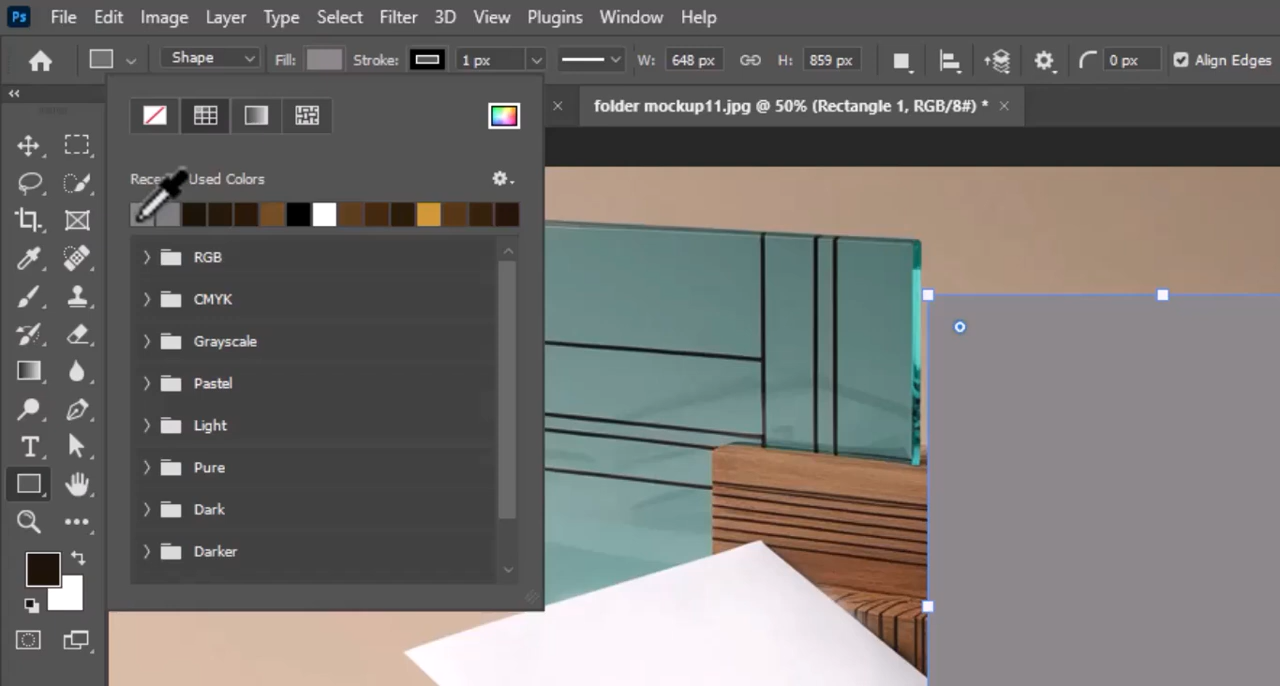 Ps File Edit Image Layer Type Select Filter 3D View Plugins Window Help
Shape Fill: Stroke: 1 px W: 648 px H: 859 px 0 px Align Edges
folder mockup11.jpg @ 50% (Rectangle 1, RGB/8#) *
Used Colors
RGB
CMYK
Grayscale
Pastel
Light
Pure
Dark
Darker